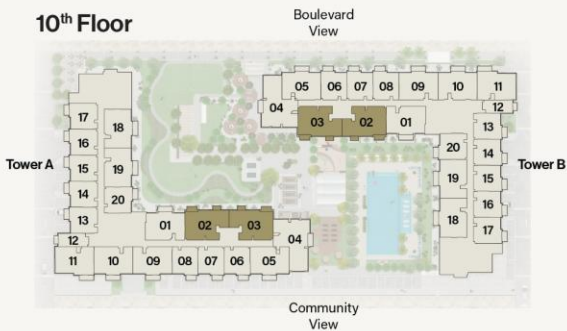 10th Floor
Boulevard
View
05 06 07 08 09 10 11
04 12
03 02 01 13
17 18
16 20 14
Tower A 15 19 19 15 Tower B
14 20 18 16
13 17
01 02 03 04
12
11 10 09 08 07 06 05
Community
View